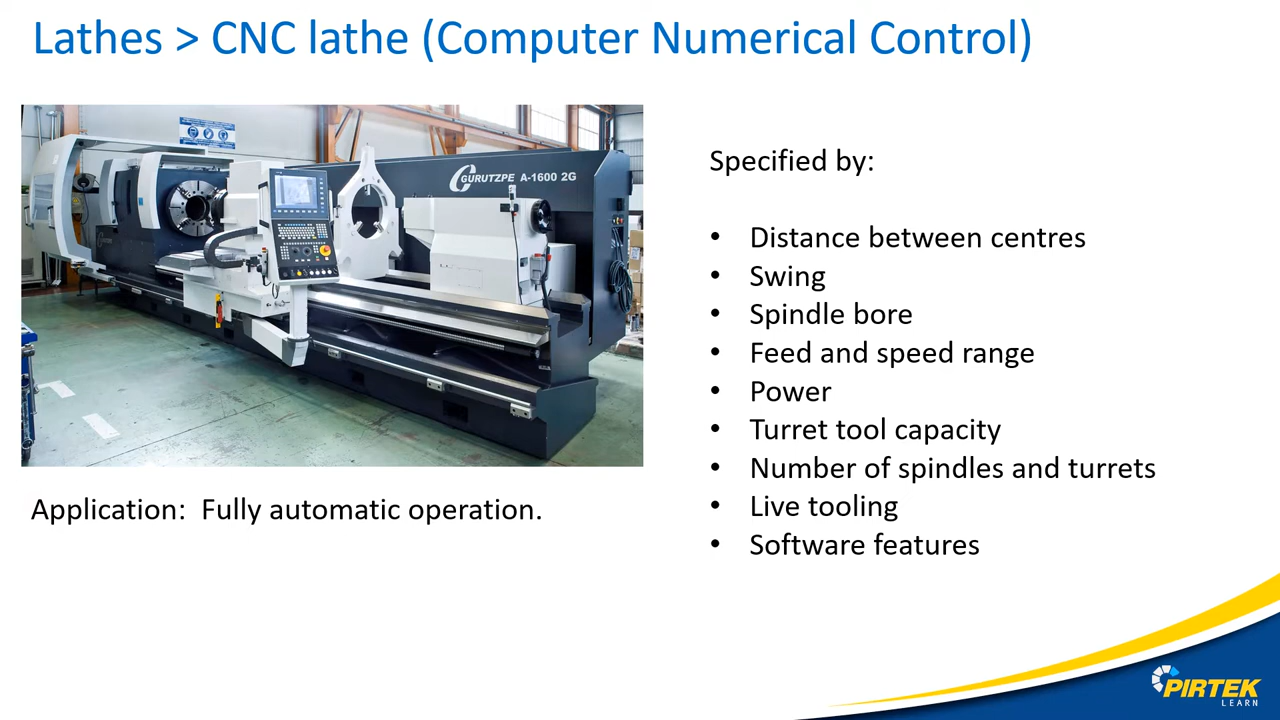 Lathes > CNC lathe (Computer Numerical Control)
GURUTZPE A-1600 2G
Application: Fully automatic operation.
Specified by:
• Distance between centres
• Swing
• Spindle bore
• Feed and speed range
• Power
• Turret tool capacity
• Number of spindles and turrets
• Live tooling
• Software features
PIRTEK
LEARN